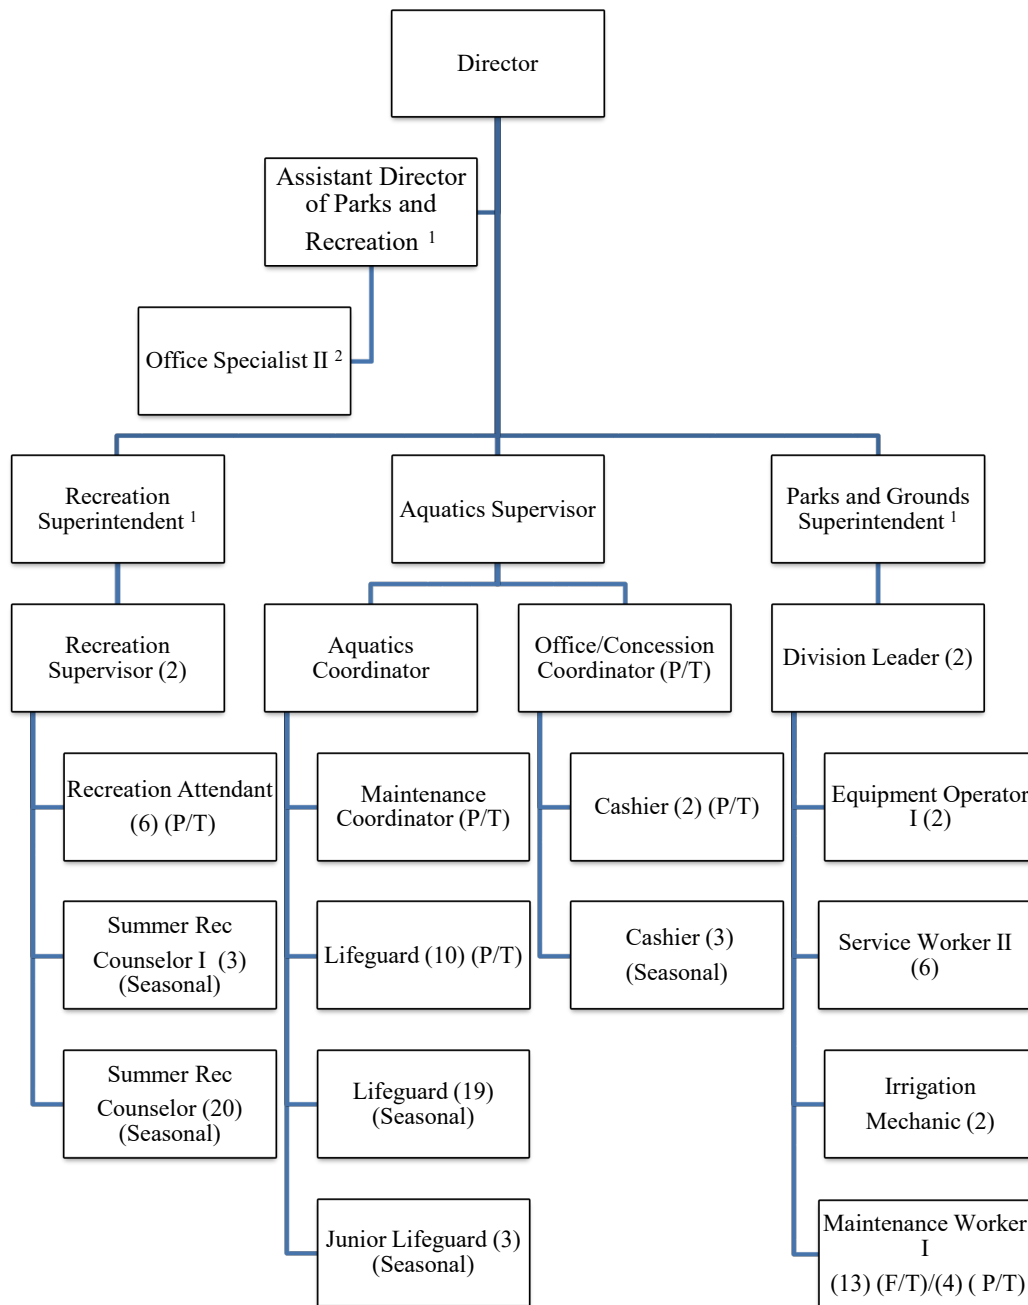 Director
Assistant Director
of Parks and
Recreation ¹
Office Specialist II ²
Recreation
Superintendent ¹
Aquatics Supervisor
Parks and Grounds
Superintendent ¹
Recreation
Supervisor (2)
Aquatics
Coordinator
Office/Concession
Coordinator (P/T)
Division Leader (2)
Recreation Attendant
(6) (P/T)
Maintenance
Coordinator (P/T)
Cashier (2) (P/T)
Equipment Operator
I (2)
Summer Rec
Counselor I (3)
(Seasonal)
Lifeguard (10) (P/T)
Cashier (3)
(Seasonal)
Service Worker II
(6)
Summer Rec
Counselor (20)
(Seasonal)
Lifeguard (19)
(Seasonal)
Irrigation
Mechanic (2)
Junior Lifeguard (3)
(Seasonal)
Maintenance Worker
I
(13) (F/T)/(4) ( P/T)